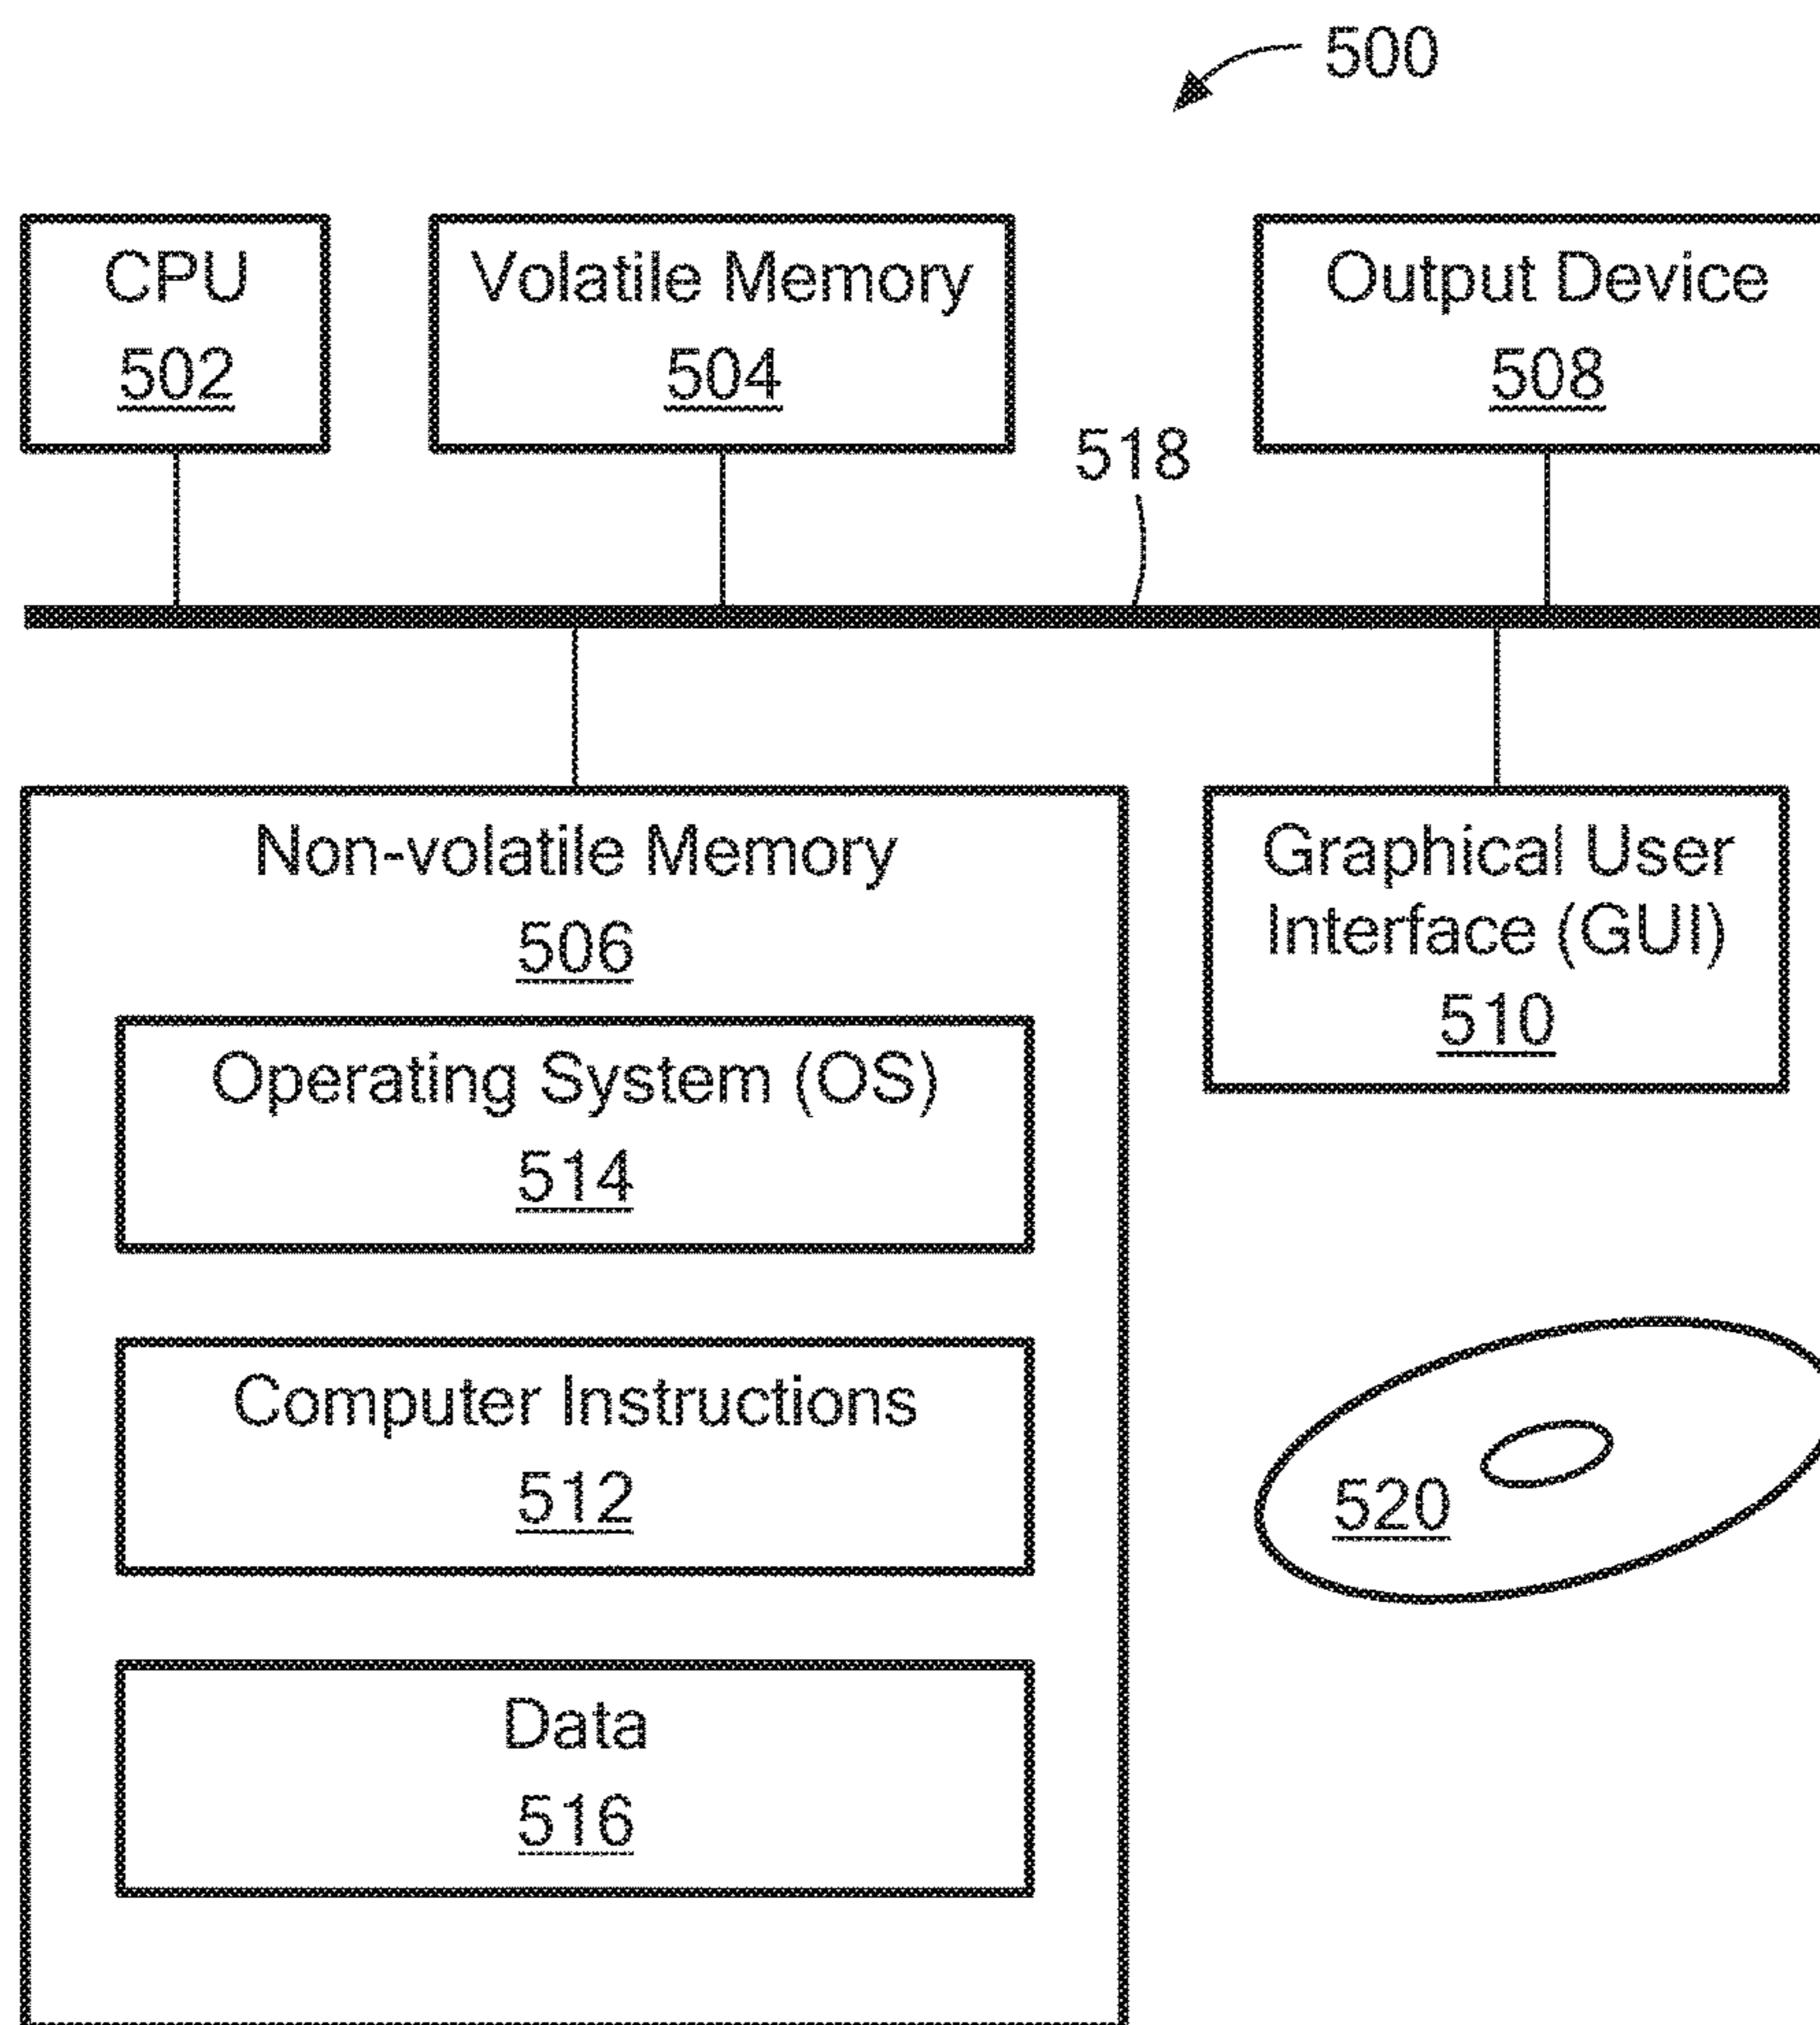 500
CPU
502
Volatile Memory
504
Output Device
508
518
Non-volatile Memory
506
Operating System (OS)
514
Computer Instructions
512
Data
516
Graphical User
Interface (GUI)
510
520